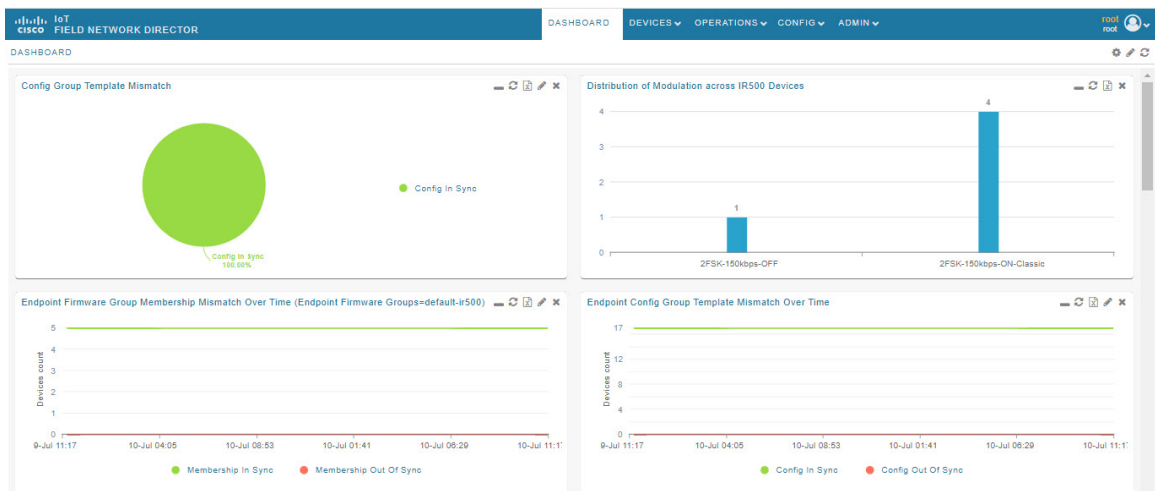 cisco IoT
FIELD NETWORK DIRECTOR
DASHBOARD DEVICES OPERATIONS CONFIG ADMIN
root
root
DASHBOARD
Config Group Template Mismatch
Config In Sync
100.00%
Config In Sync
Distribution of Modulation across IR500 Devices
4
3
2
1
0
1
4
2FSK-150kbps-OFF 2FSK-150kbps-ON-Classic
Endpoint Firmware Group Membership Mismatch Over Time (Endpoint Firmware Groups=default-ir500)
Devices count
5
4
3
2
1
0
9-Jul 11:17 10-Jul 04:05 10-Jul 08:53 10-Jul 01:41 10-Jul 06:29 10-Jul 11:1
Membership In Sync Membership Out Of Sync
Endpoint Config Group Template Mismatch Over Time
Devices count
17
12
8
4
0
9-Jul 11:17 10-Jul 04:05 10-Jul 08:53 10-Jul 01:41 10-Jul 06:29 10-Jul 11:1
Config In Sync Config Out Of Sync